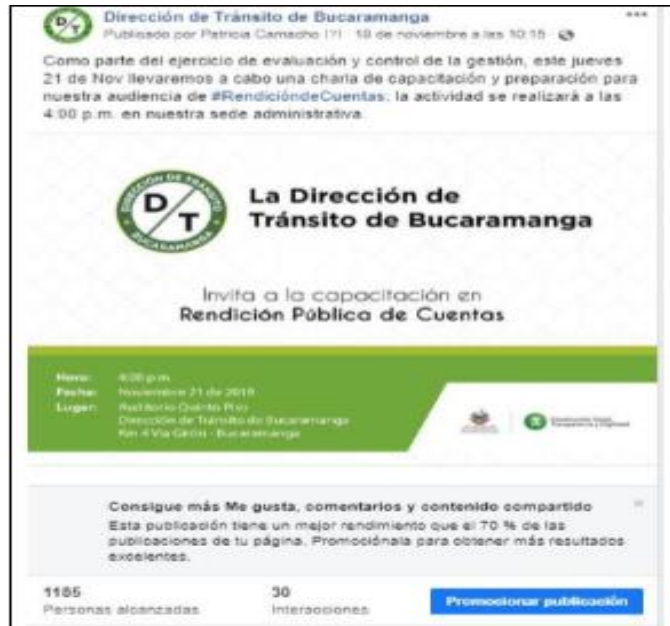 Dirección de Tránsito de Bucaramanga
Publicado por Patricia Camacho [?] · 18 de noviembre a las 10:15 ·
Como parte del ejercicio de evaluación y control de la gestión, este jueves
21 de Nov llevaremos a cabo una charla de capacitación y preparación para
nuestra audiencia de #RendicióndeCuentas; la actividad se realizará a las
4:00 p.m. en nuestra sede administrativa.
DIRECCIÓN DE TRÁNSITO
D/T
BUCARAMANGA
La Dirección de
Tránsito de Bucaramanga
Invita a la capacitación en
Rendición Pública de Cuentas
Hora: 4:00 p.m.
Fecha: Noviembre 21 de 2019
Lugar: Auditorio Quinto Piso
Dirección de Tránsito de Bucaramanga
Km 4 Vía Girón - Bucaramanga
Consigue más Me gusta, comentarios y contenido compartido
Esta publicación tiene un mejor rendimiento que el 70 % de las
publicaciones de tu página. Promociónala para obtener más resultados
excelentes.
1185
Personas alcanzadas
30
Interacciones
Promocionar publicación